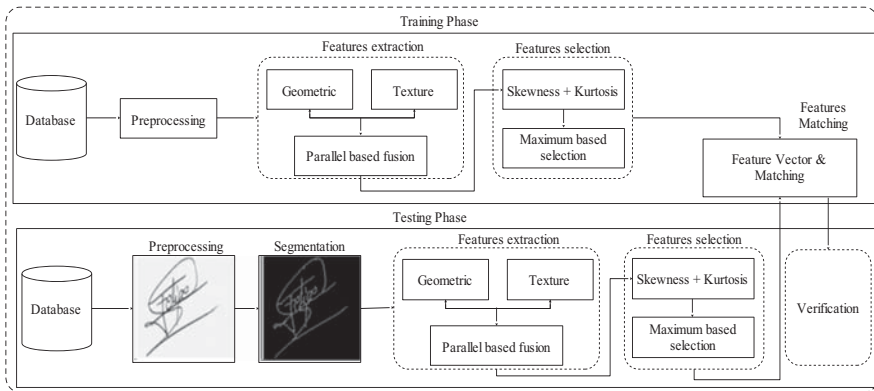 Training Phase
Features extraction
Features selection
Database
Preprocessing
Geometric
Texture
Parallel based fusion
Skewness + Kurtosis
Maximum based
selection
Features
Matching
Feature Vector &
Matching
Testing Phase
Database
Preprocessing
Segmentation
Features extraction
Geometric
Texture
Parallel based fusion
Features selection
Skewness + Kurtosis
Maximum based
selection
Verification